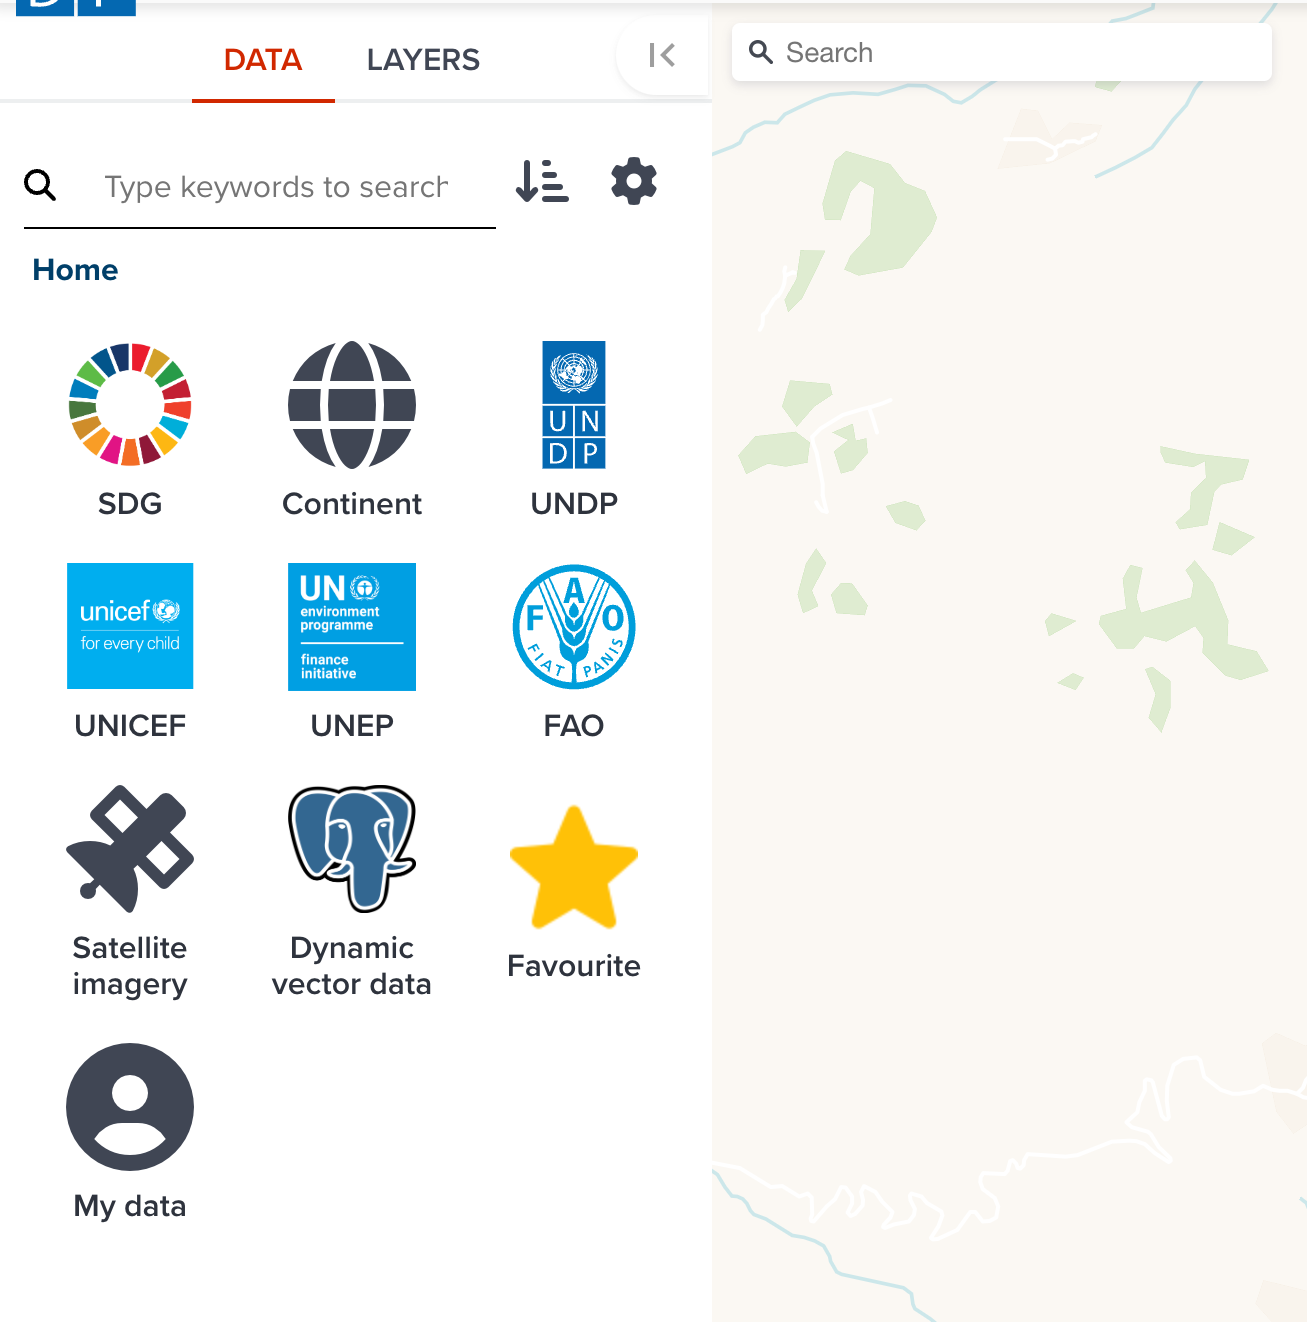 D P
DATA
LAYERS
Search
Type keywords to search
Home
U N
D P
SDG
Continent
UNDP
unicef
for every child
UN
environment
programme
finance
initiative
F A O
FIAT PANIS
UNICEF
UNEP
FAO
Satellite
imagery
Dynamic
vector data
Favourite
My data